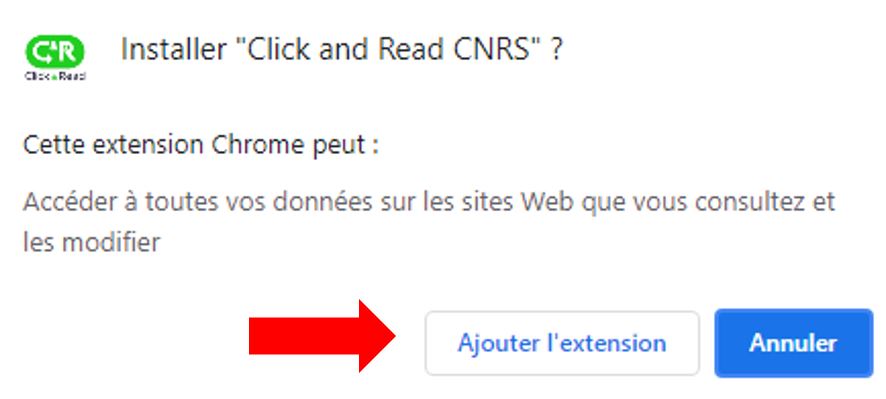 C&R
Click & Read
Installer "Click and Read CNRS" ?
Cette extension Chrome peut :
Accéder à toutes vos données sur les sites Web que vous consultez et
les modifier
Ajouter l'extension
Annuler